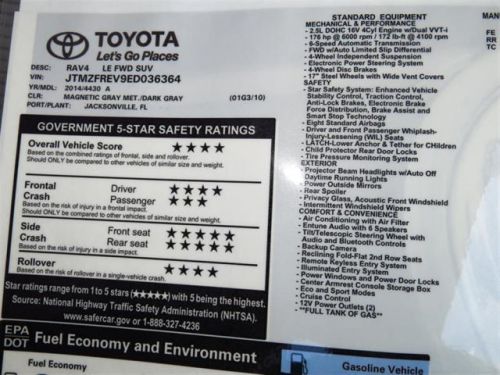 TOYOTA
Let's Go Places
DESC: RAV4 LE FWD SUV
VIN: JTMZFREV9ED036364
YR/MDL: 2014/4430 A
CLR: MAGNETIC GRAY MET./DARK GRAY (01G3/10)
PORT/PLANT: JACKSONVILLE, FL
GOVERNMENT 5-STAR SAFETY RATINGS
Overall Vehicle Score ★★★★
Based on the combined ratings of frontal, side and rollover.
Should ONLY be compared to other vehicles of similar size and weight.
Frontal Crash Driver ★★★★
Passenger ★★★
Based on the risk of injury in a frontal impact.
Should ONLY be compared to other vehicles of similar size and weight.
Side Crash Front seat ★★★★★
Rear seat ★★★★★
Based on the risk of injury in a side impact.
Rollover ★★★★
Based on the risk of rollover in a single-vehicle crash.
Star ratings range from 1 to 5 stars (★★★★★) with 5 being the highest.
Source: National Highway Traffic Safety Administration (NHTSA).
www.safercar.gov or 1-888-327-4236
EPA
DOT Fuel Economy and Environment
Fuel Economy
Gasoline Vehicle
STANDARD EQUIPMENT
MECHANICAL & PERFORMANCE
- 2.5L DOHC 16V 4Cyl Engine w/Dual VVT-i
- 176 hp @ 6000 rpm / 172 lb-ft @ 4100 rpm
- 6-Speed Automatic Transmission
- FWD w/Auto Limited Slip Differential
- 4-Wheel Independent Suspension
- Electronic Power Steering System
- 4-Wheel Disc Brakes
- 17" Steel Wheels w/Wide Vent Covers
SAFETY
- Star Safety System: Enhanced Vehicle
Stability Control, Traction Control,
Anti-Lock Brakes, Electronic Brake
Force Distribution, Brake Assist and
Smart Stop Technology
- Eight Standard Airbags
- Driver and Front Passenger Whiplash-
Injury-Lessening (WIL) Seats
- LATCH-Lower Anchor & Tether for CHildren
- Child Protector Rear Door Locks
- Tire Pressure Monitoring System
EXTERIOR
- Projector Beam Headlights w/Auto Off
- Daytime Running Lights
- Power Outside Mirrors
- Rear Spoiler
- Privacy Glass, Acoustic Front Windshield
- Intermittent Windshield Wipers
COMFORT & CONVENIENCE
- Air Conditioning with Air Filter
- Entune Audio with 6 Speakers
- Tilt/Telescopic Steering Wheel with
Audio and Bluetooth Controls
- Backup Camera
- Reclining Fold-Flat 2nd Row Seats
- Remote Keyless Entry System
- Illuminated Entry System
- Power Windows and Power Door Locks
- Center Armrest Console Storage Box
- Eco and Sport Modes
- Cruise Control
- 12V Power Outlets (2)
**FULL TANK OF GAS**
MAN
FE
RR
TC